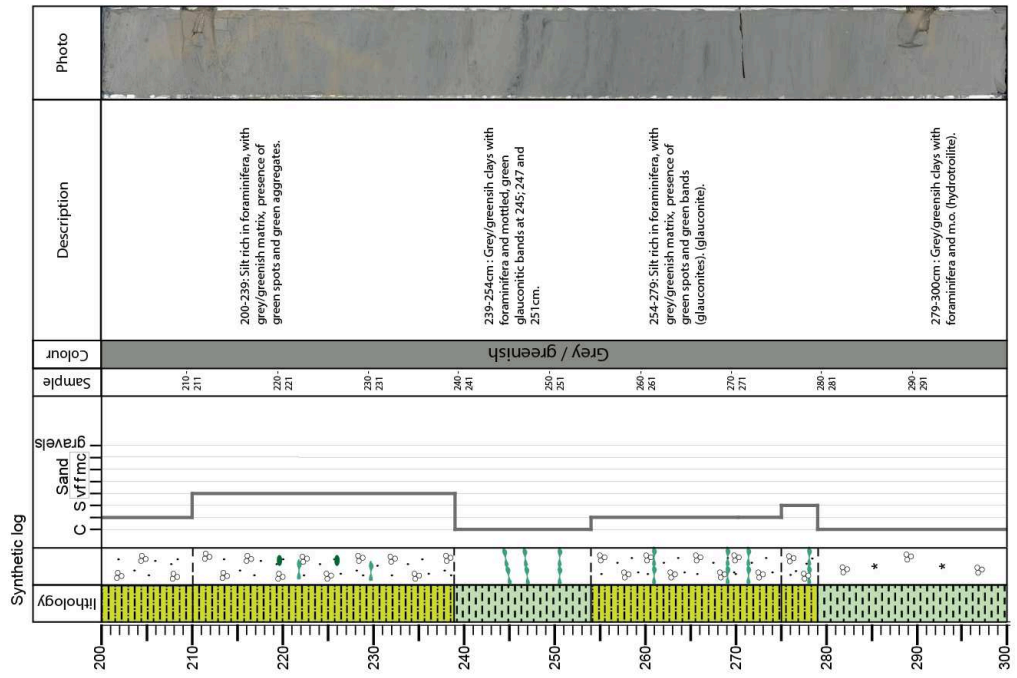 Synthetic log
lithology
C
S
vf
f
m
c
Sand
gravels
Sample
Colour
Description
Photo
210-
211
220-
221
230-
231
240-
241
250-
251
260-
261
270-
271
280-
281
290-
291
Grey / greenish
200-239: Silt rich in foraminifera, with
grey/greenish matrix, presence of
green spots and green aggregates.
239-254cm : Grey/greensih clays with
foraminifera and mottled, green
glauconitic bands at 245; 247 and
251cm.
254-279: Silt rich in foraminifera, with
grey/greenish matrix, presence of
green spots and green bands
(glauconites). (glauconite).
279-300cm : Grey/greensih clays with
foraminifera and m.o. (hydrotroilite).
200
210
220
230
240
250
260
270
280
290
300